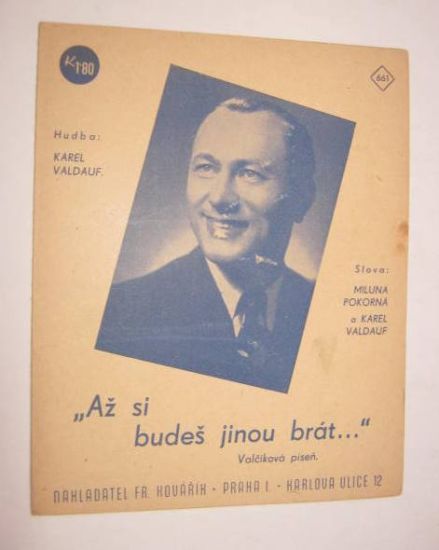 K 1·80
661
Hudba:
KAREL
VALDAUF.
Slova:
MILUNA
POKORNÁ
a KAREL
VALDAUF
„Až si
budeš jinou brát..."
Valčíková píseň.
NAKLADATEL FR. KOVÁŘÍK · PRAHA I. · KARLOVA ULICE 12